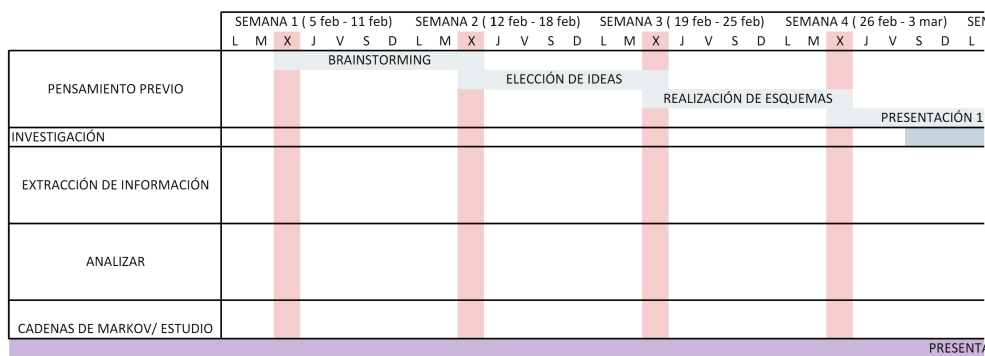 SEMANA 1 ( 5 feb - 11 feb) SEMANA 2 ( 12 feb - 18 feb) SEMANA 3 ( 19 feb - 25 feb) SEMANA 4 ( 26 feb - 3 mar)
L M X J V S D L M X J V S D L M X J V S D L M X J V S D L
BRAINSTORMING
ELECCIÓN DE IDEAS
PENSAMIENTO PREVIO
REALIZACIÓN DE ESQUEMAS
PRESENTACIÓN 1
INVESTIGACIÓN
EXTRACCIÓN DE INFORMACIÓN
ANALIZAR
CADENAS DE MARKOV/ ESTUDIO